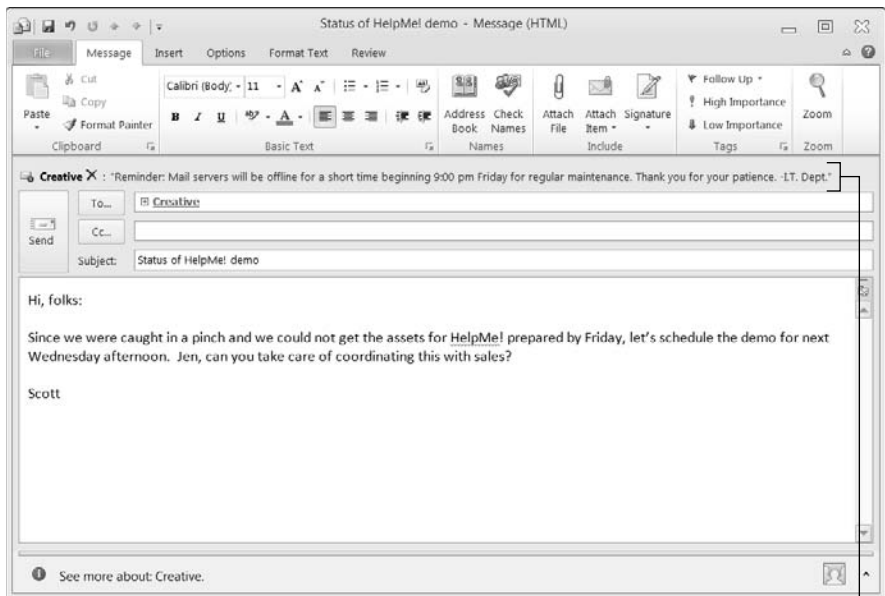 Status of HelpMe! demo - Message (HTML)
File Message Insert Options Format Text Review
Paste
Cut
Copy
Format Painter
Clipboard
Calibri (Body) 11 A A
B I U A
Basic Text
Address Book
Check Names
Names
Attach File
Attach Item
Signature
Include
Follow Up
High Importance
Low Importance
Tags
Zoom
Zoom
Creative X : "Reminder: Mail servers will be offline for a short time beginning 9:00 pm Friday for regular maintenance. Thank you for your patience. -I.T. Dept."
Send
To... Creative
Cc...
Subject: Status of HelpMe! demo
Hi, folks:
Since we were caught in a pinch and we could not get the assets for HelpMe! prepared by Friday, let's schedule the demo for next
Wednesday afternoon. Jen, can you take care of coordinating this with sales?
Scott
See more about: Creative.